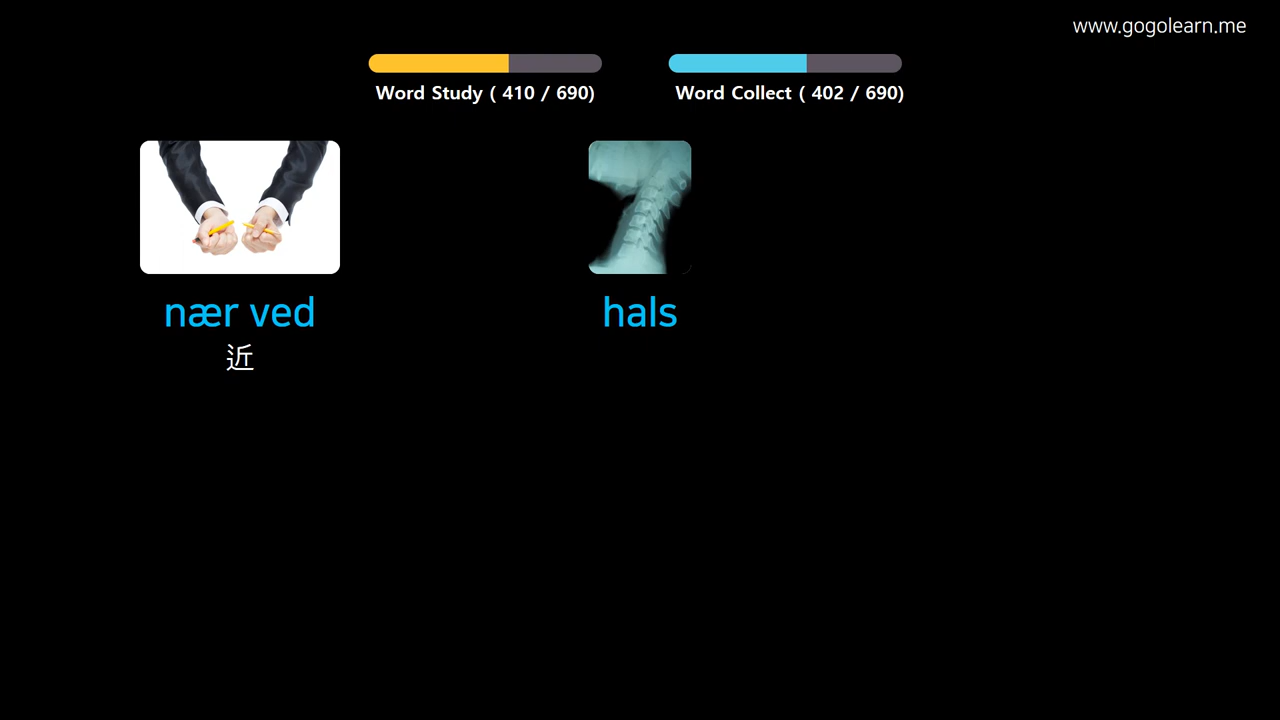 www.gogolearn.me
Word Study ( 410 / 690)
Word Collect ( 402 / 690)
nær ved
近
hals